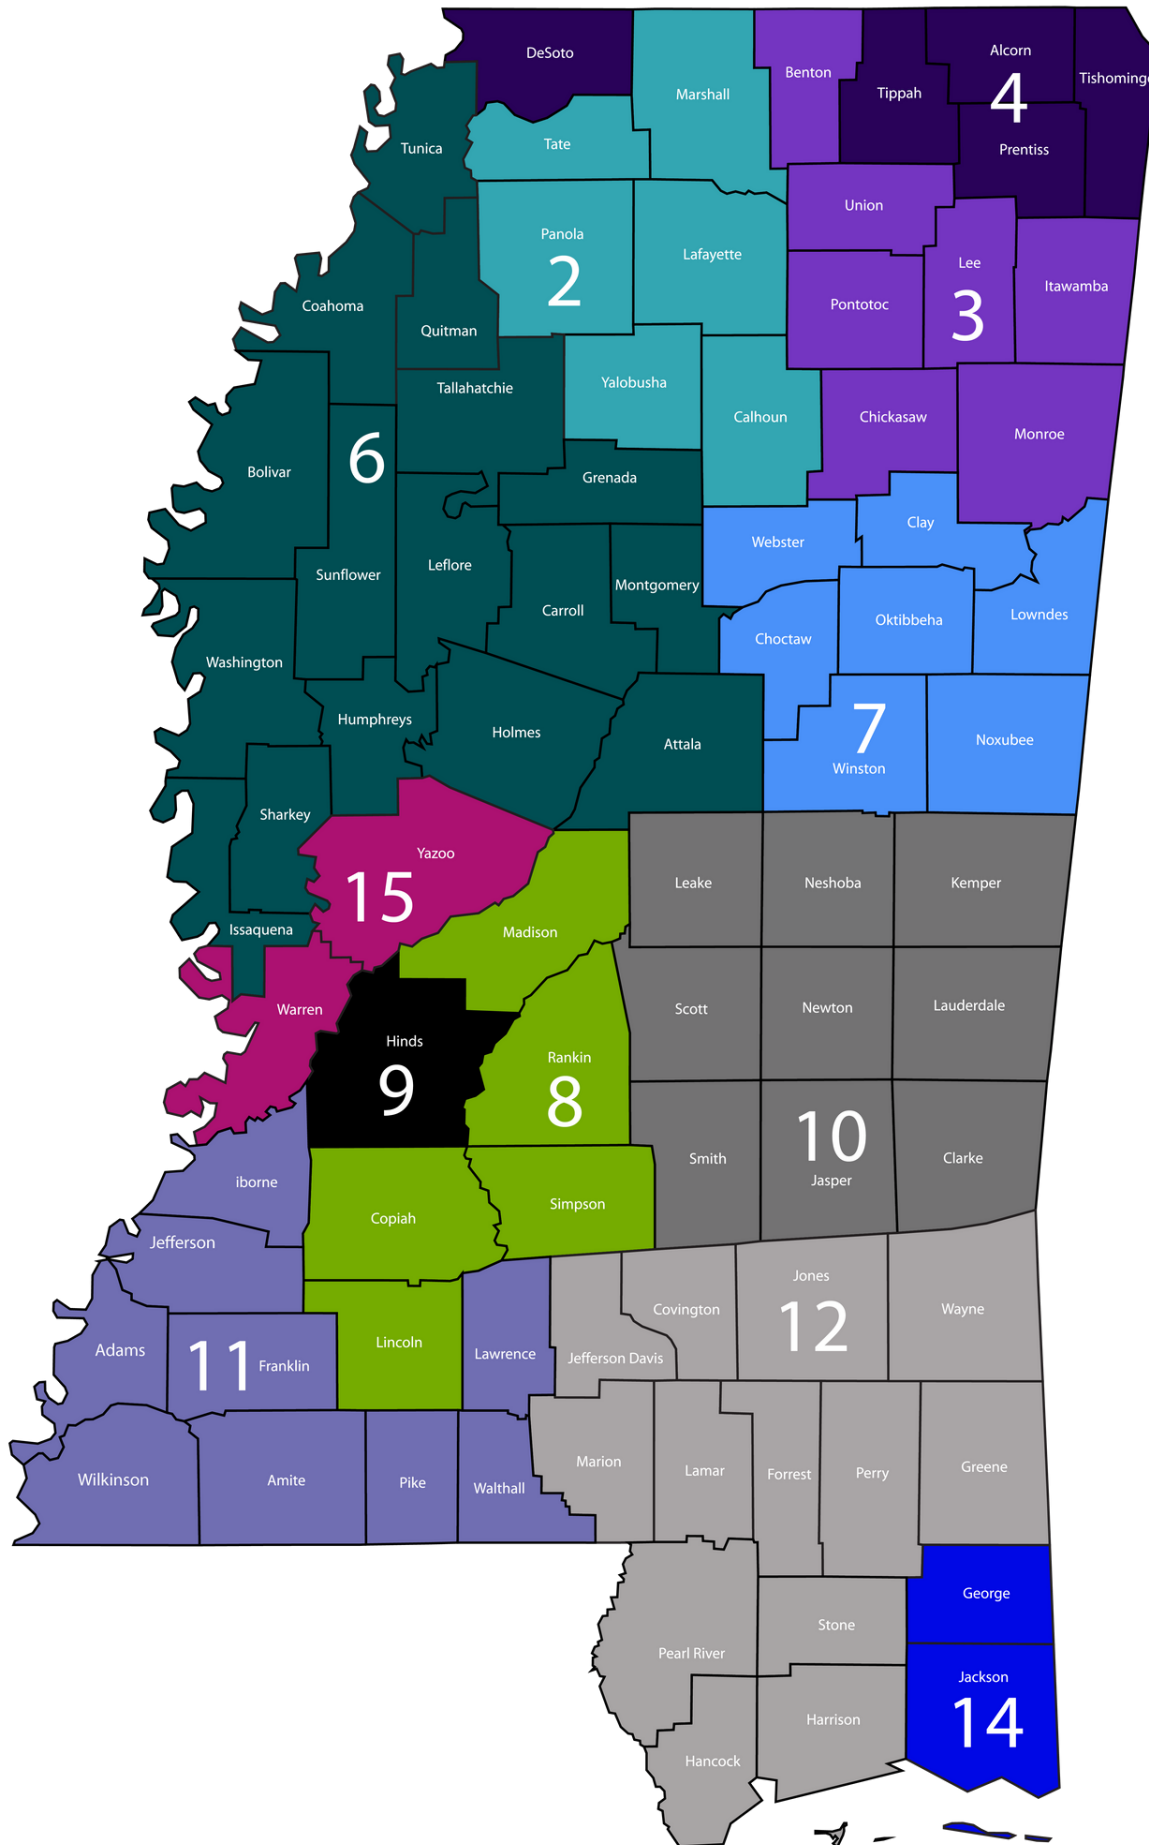 DeSoto
Marshall
Benton
Tippah
Alcorn
4
Tishoming
Prentiss
Tunica
Tate
Panola
2
Lafayette
Union
Lee
3
Pontotoc
Itawamba
Coahoma
Quitman
Tallahatchie
Yalobusha
Calhoun
Chickasaw
Monroe
Bolivar
6
Grenada
Sunflower
Leflore
Carroll
Montgomery
Webster
Clay
Choctaw
Oktibbeha
Lowndes
Washington
Humphreys
Holmes
Attala
7
Winston
Noxubee
Sharkey
Yazoo
15
Issaquena
Madison
Leake
Neshoba
Kemper
Warren
Hinds
9
Rankin
8
Scott
Newton
Lauderdale
Smith
10
Jasper
Clarke
iborne
Copiah
Simpson
Jefferson
Adams
11
Franklin
Lincoln
Lawrence
Jefferson Davis
Covington
Jones
12
Wayne
Wilkinson
Amite
Pike
Walthall
Marion
Lamar
Forrest
Perry
Greene
Pearl River
Stone
George
Hancock
Harrison
Jackson
14